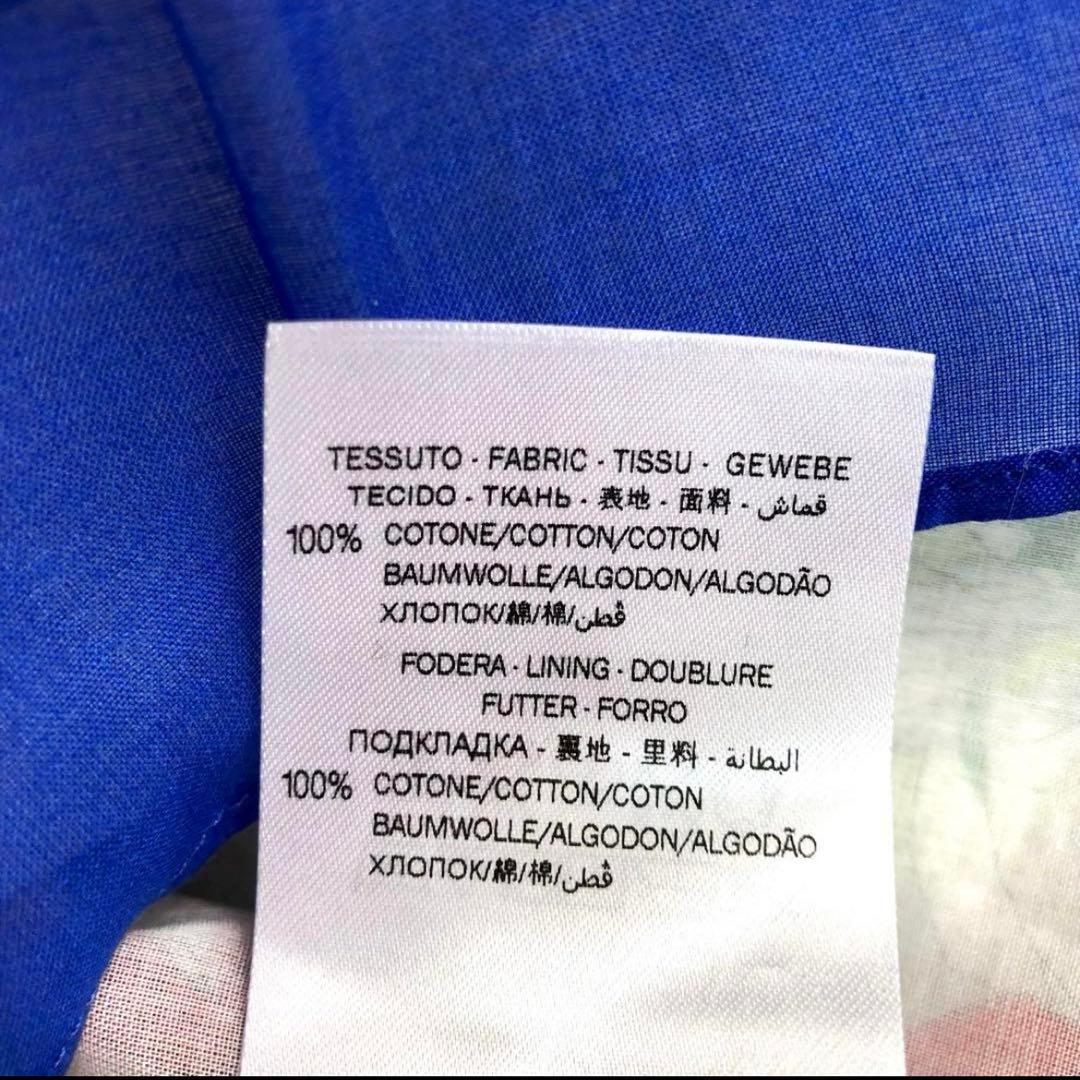 TESSUTO - FABRIC - TISSU - GEWEBE
TECIDO - ТКАНЬ - 表地 - 面料 - قماش
100% COTONE/COTTON/COTON
BAUMWOLLE/ALGODON/ALGODÃO
ХЛОПОК/綿/棉/قطن
FODERA - LINING - DOUBLURE
FUTTER - FORRO
ПОДКЛАДКА - 裏地 - 里料 - البطانة
100% COTONE/COTTON/COTON
BAUMWOLLE/ALGODON/ALGODÃO
ХЛОПОК/綿/棉/قطن